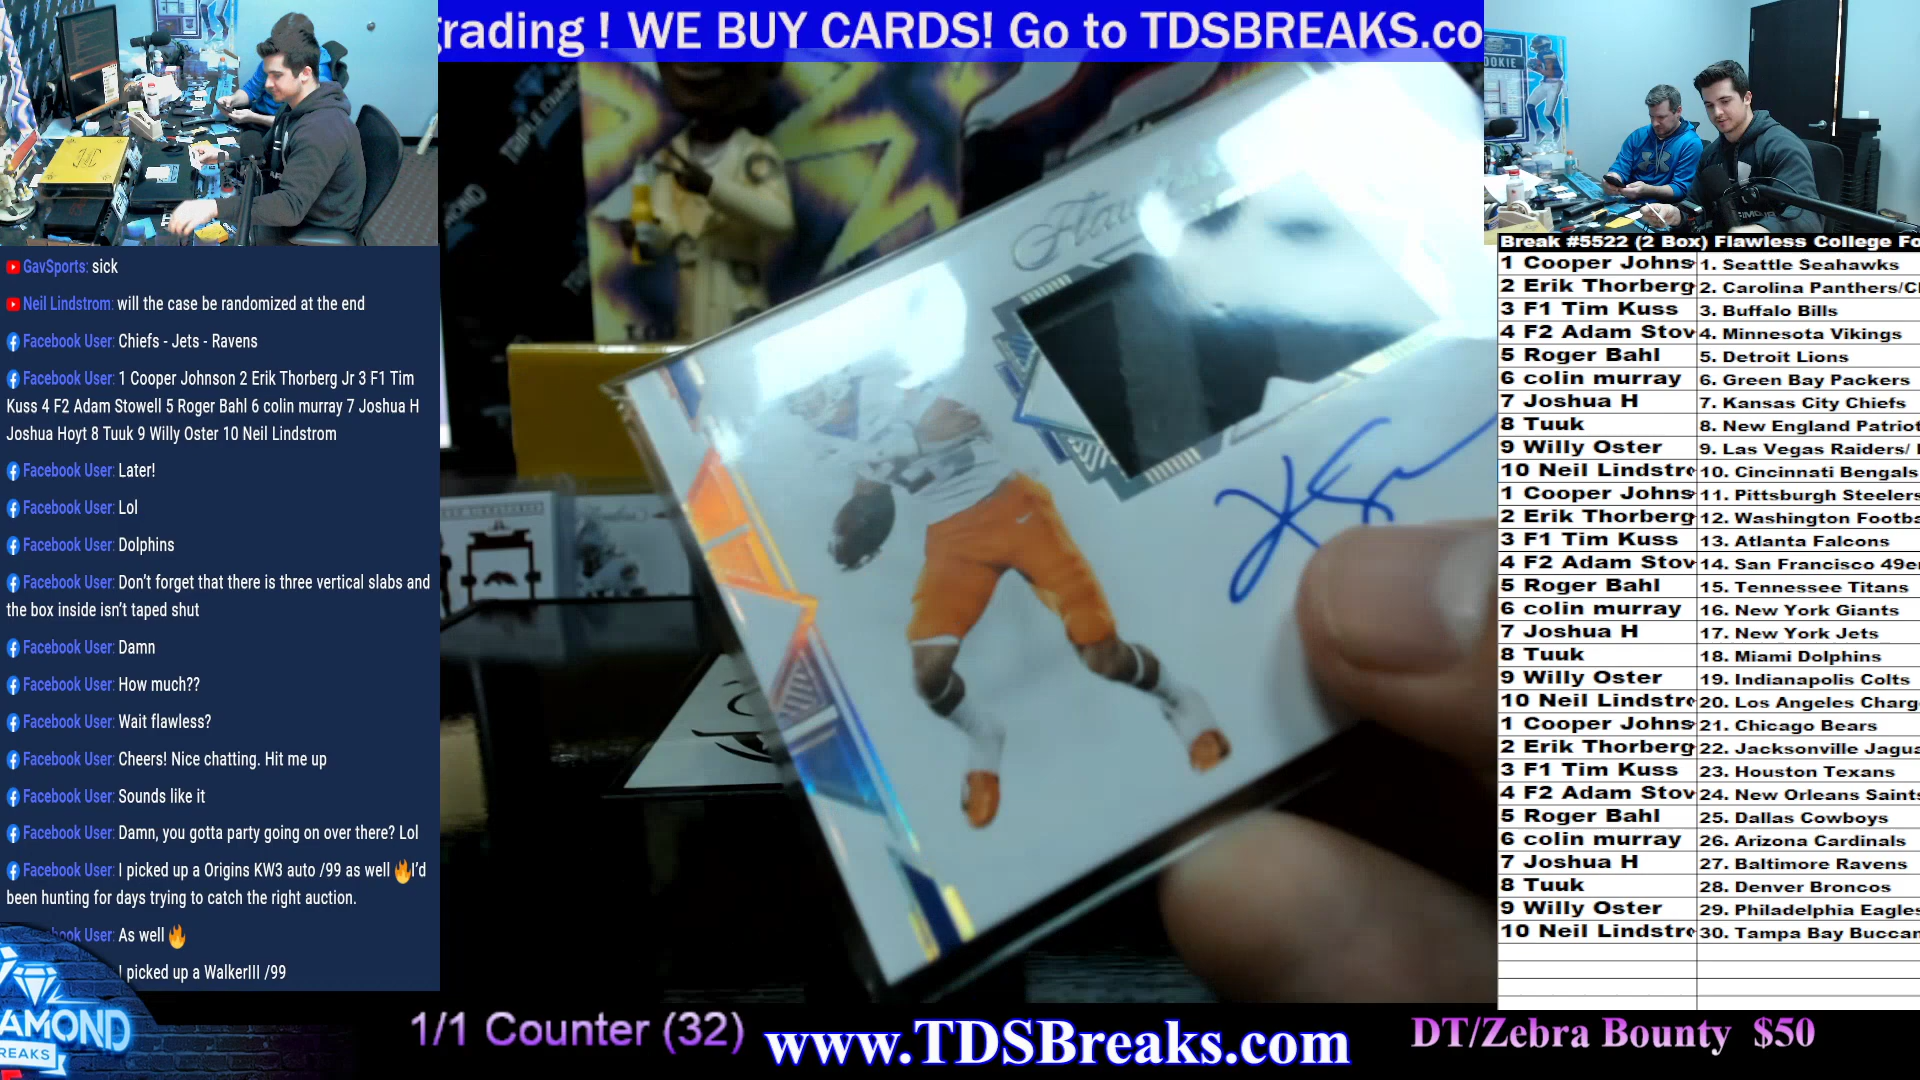 grading ! WE BUY CARDS! Go to TDSBREAKS.co
GavSports: sick
Neil Lindstrom: will the case be randomized at the end
Facebook User: Chiefs - Jets - Ravens
Facebook User: 1 Cooper Johnson 2 Erik Thorberg Jr 3 F1 Tim
Kuss 4 F2 Adam Stowell 5 Roger Bahl 6 colin murray 7 Joshua H
Joshua Hoyt 8 Tuuk 9 Willy Oster 10 Neil Lindstrom
Facebook User: Later!
Facebook User: Lol
Facebook User: Dolphins
Facebook User: Don't forget that there is three vertical slabs and
the box inside isn't taped shut
Facebook User: Damn
Facebook User: How much??
Facebook User: Wait flawless?
Facebook User: Cheers! Nice chatting. Hit me up
Facebook User: Sounds like it
Facebook User: Damn, you gotta party going on over there? Lol
Facebook User: I picked up a Origins KW3 auto /99 as well 🔥I'd
been hunting for days trying to catch the right auction.
ook User: As well 🔥
I picked up a WalkerIII /99
AMOND
REAKS
Flaw
OOKIE
Break #5522 (2 Box) Flawless College Fo
1 Cooper Johns 1. Seattle Seahawks
2 Erik Thorberg 2. Carolina Panthers/Cl
3 F1 Tim Kuss 3. Buffalo Bills
4 F2 Adam Stov 4. Minnesota Vikings
5 Roger Bahl 5. Detroit Lions
6 colin murray 6. Green Bay Packers
7 Joshua H 7. Kansas City Chiefs
8 Tuuk 8. New England Patriot
9 Willy Oster 9. Las Vegas Raiders/
10 Neil Lindstr 10. Cincinnati Bengals
1 Cooper Johns 11. Pittsburgh Steelers
2 Erik Thorberg 12. Washington Footba
3 F1 Tim Kuss 13. Atlanta Falcons
4 F2 Adam Stov 14. San Francisco 49e
5 Roger Bahl 15. Tennessee Titans
6 colin murray 16. New York Giants
7 Joshua H 17. New York Jets
8 Tuuk 18. Miami Dolphins
9 Willy Oster 19. Indianapolis Colts
10 Neil Lindstr 20. Los Angeles Charg
1 Cooper Johns 21. Chicago Bears
2 Erik Thorberg 22. Jacksonville Jagua
3 F1 Tim Kuss 23. Houston Texans
4 F2 Adam Stov 24. New Orleans Saints
5 Roger Bahl 25. Dallas Cowboys
6 colin murray 26. Arizona Cardinals
7 Joshua H 27. Baltimore Ravens
8 Tuuk 28. Denver Broncos
9 Willy Oster 29. Philadelphia Eagles
10 Neil Lindstr 30. Tampa Bay Buccan
1/1 Counter (32)
www.TDSBreaks.com
DT/Zebra Bounty $50